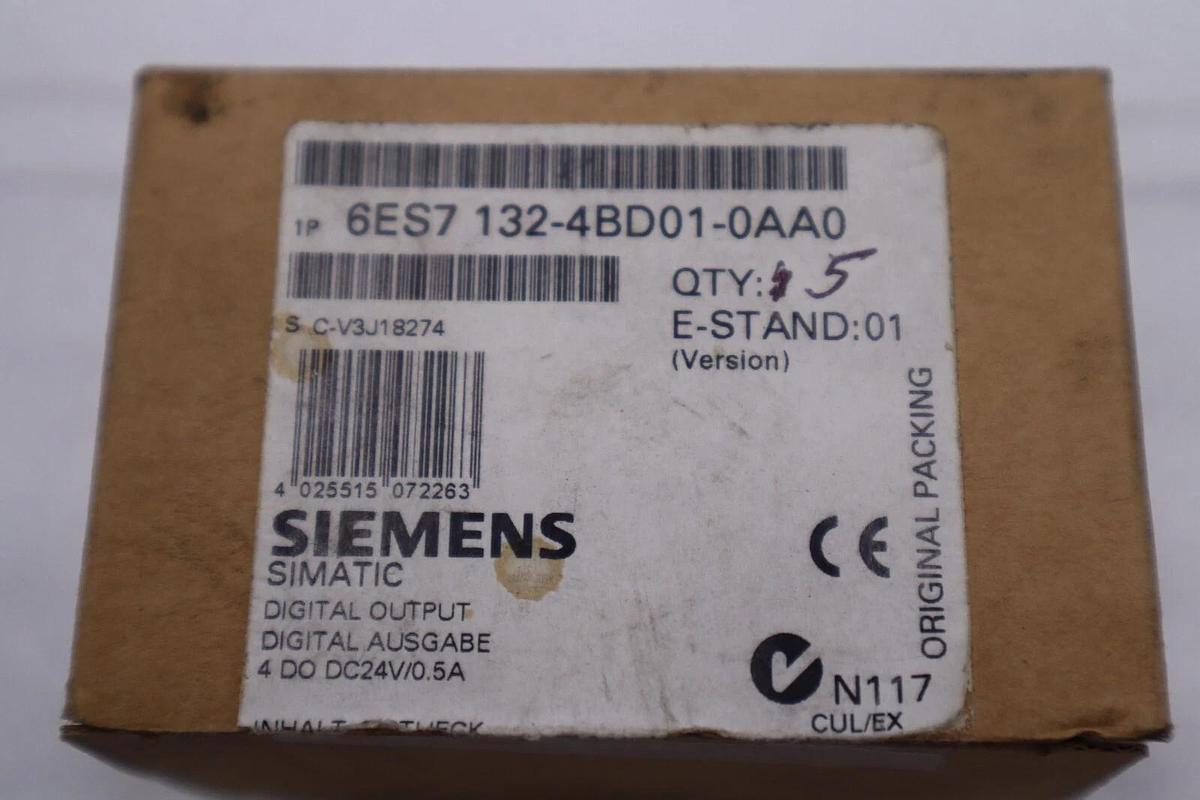 1P 6ES7 132-4BD01-0AA0
QTY: 5
S C-V3J18274
E-STAND:01
(Version)
4 025515 072263
SIEMENS
SIMATIC
DIGITAL OUTPUT
DIGITAL AUSGABE
4 DO DC24V/0.5A
INHALT
CE
N117
CUL/EX
ORIGINAL PACKING